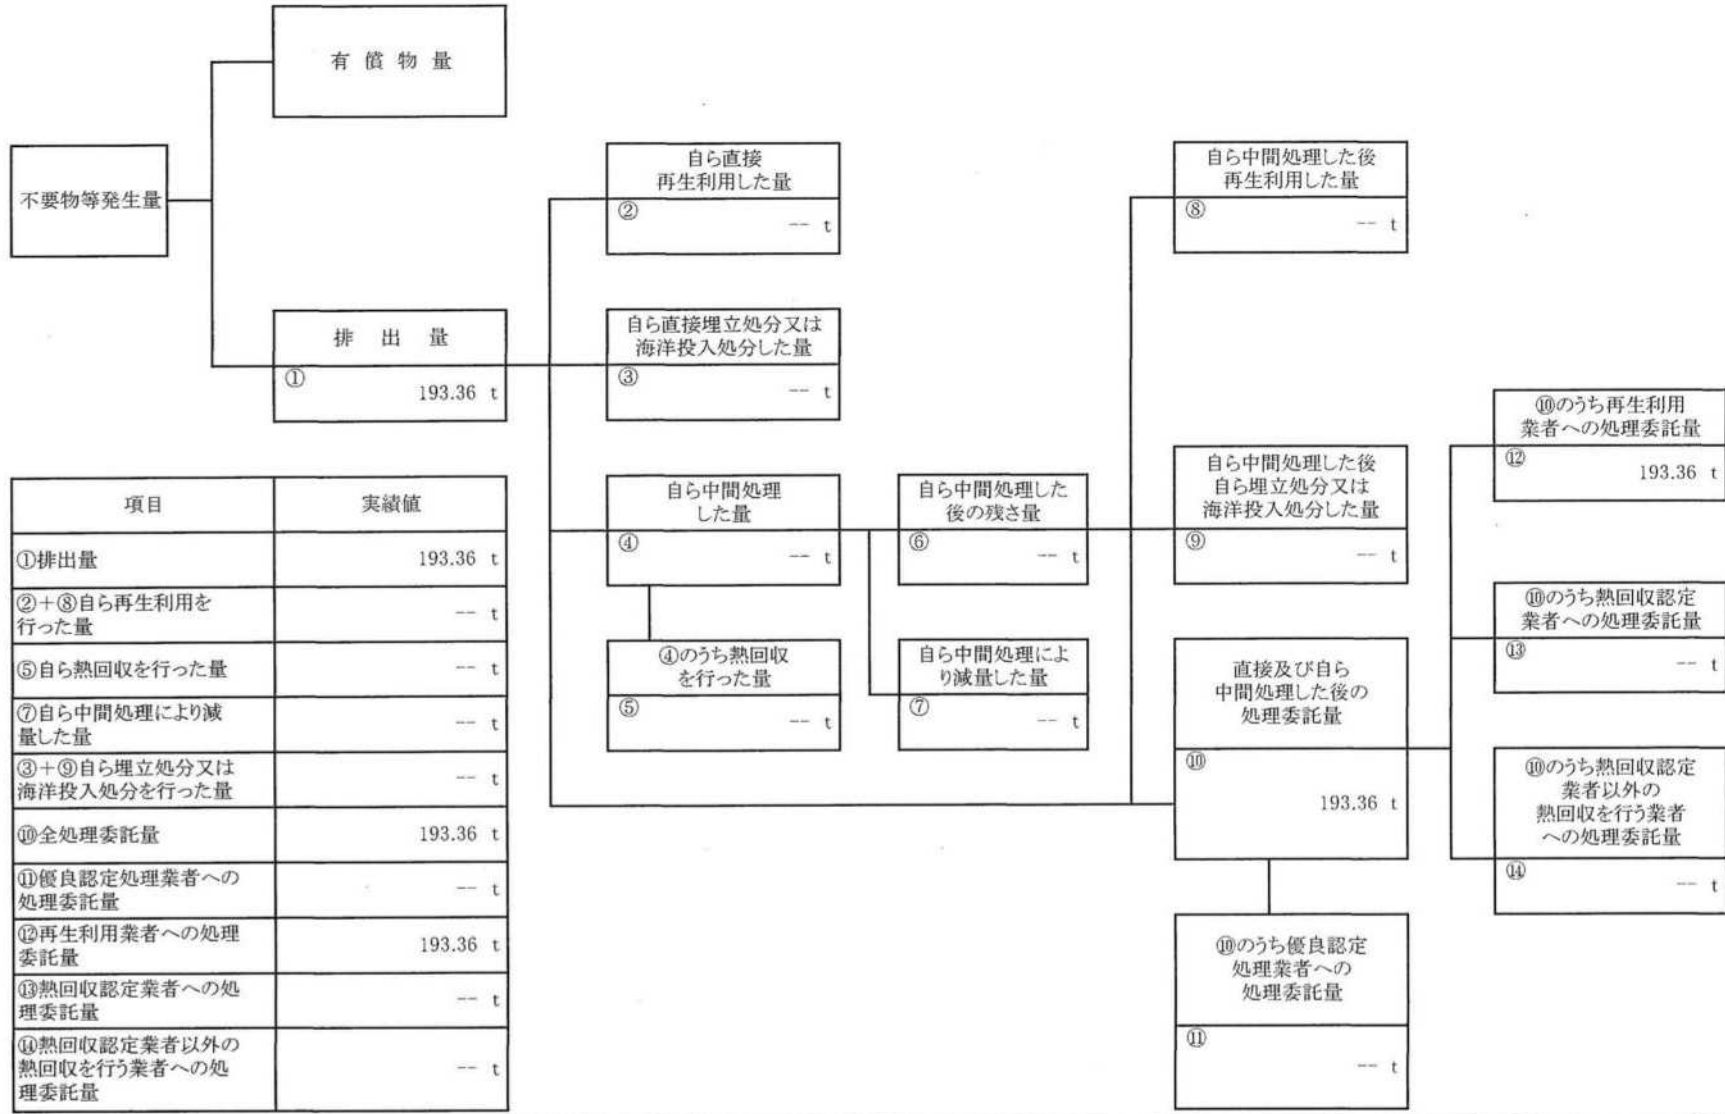 有償物量
不要物等発生量
排出量
①
193.36 t
自ら直接
再生利用した量
②
-- t
自ら直接埋立処分又は
海洋投入処分した量
③
-- t
自ら中間処理
した量
④
-- t
④のうち熱回収
を行った量
⑤
-- t
自ら中間処理した
後の残さ量
⑥
-- t
自ら中間処理によ
り減量した量
⑦
-- t
自ら中間処理した後
再生利用した量
⑧
-- t
自ら中間処理した後
自ら埋立処分又は
海洋投入処分した量
⑨
-- t
直接及び自ら
中間処理した後の
処理委託量
⑩
193.36 t
⑩のうち優良認定
処理業者への
処理委託量
⑪
-- t
⑩のうち再生利用
業者への処理委託量
⑫
193.36 t
⑩のうち熱回収認定
業者への処理委託量
⑬
-- t
⑩のうち熱回収認定
業者以外の
熱回収を行う業者
への処理委託量
⑭
-- t
項目 実績値
①排出量 193.36 t
②+⑧自ら再生利用を
行った量 -- t
⑤自ら熱回収を行った量 -- t
⑦自ら中間処理により減
量した量 -- t
③+⑨自ら埋立処分又は
海洋投入処分を行った量 -- t
⑩全処理委託量 193.36 t
⑪優良認定処理業者への
処理委託量 -- t
⑫再生利用業者への処理
委託量 193.36 t
⑬熱回収認定業者への処
理委託量 -- t
⑭熱回収認定業者以外の
熱回収を行う業者への処
理委託量 -- t